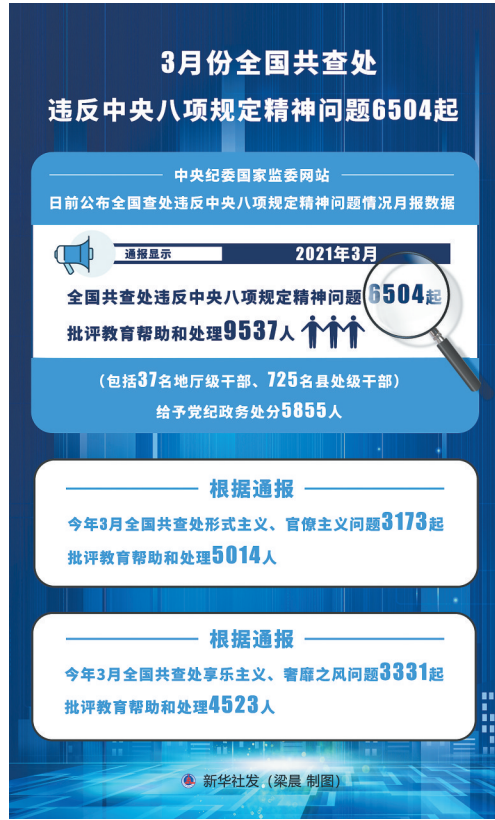 3月份全国共查处
违反中央八项规定精神问题6504起
中央纪委国家监委网站
日前公布全国查处违反中央八项规定精神问题情况月报数据
通报显示
2021年3月
全国共查处违反中央八项规定精神问题6504起
批评教育帮助和处理9537人
（包括37名地厅级干部、725名县处级干部）
给予党纪政务处分5855人
根据通报
今年3月全国共查处形式主义、官僚主义问题3173起
批评教育帮助和处理5014人
根据通报
今年3月全国共查处享乐主义、奢靡之风问题3331起
批评教育帮助和处理4523人
新华社发（梁晨 制图）